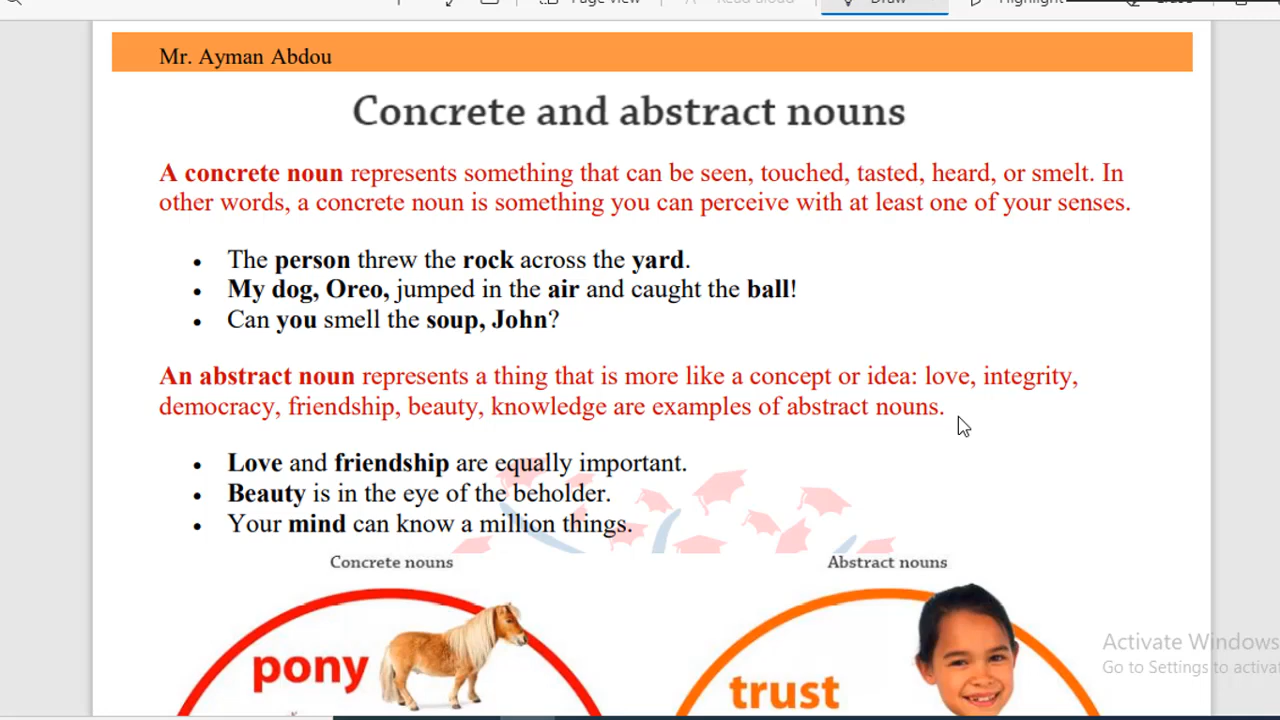 Page view
Read aloud
Draw
Highlight
Erase
Mr. Ayman Abdou
Concrete and abstract nouns
A concrete noun represents something that can be seen, touched, tasted, heard, or smelt. In
other words, a concrete noun is something you can perceive with at least one of your senses.
• The person threw the rock across the yard.
• My dog, Oreo, jumped in the air and caught the ball!
• Can you smell the soup, John?
An abstract noun represents a thing that is more like a concept or idea: love, integrity,
democracy, friendship, beauty, knowledge are examples of abstract nouns.
• Love and friendship are equally important.
• Beauty is in the eye of the beholder.
• Your mind can know a million things.
Concrete nouns
Abstract nouns
pony
trust
Activate Windows
Go to Settings to activa